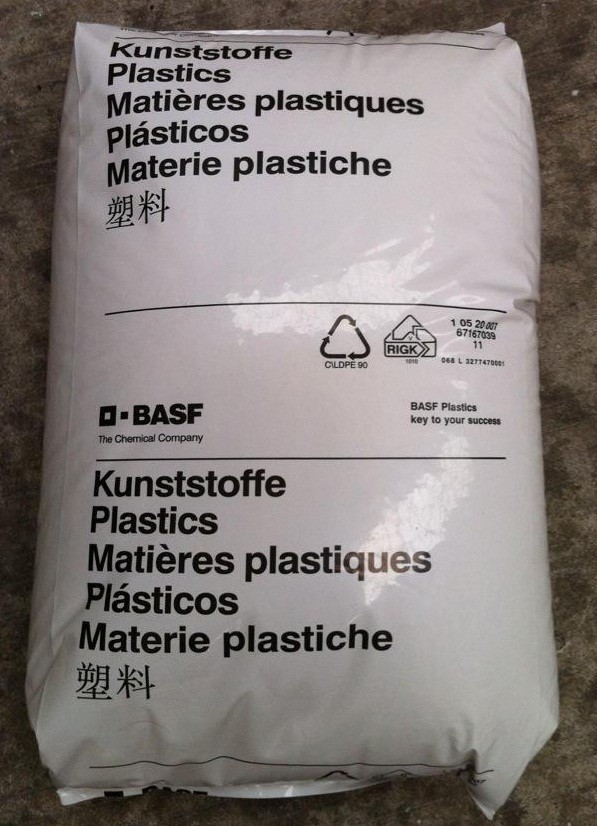 Kunststoffe
Plastics
Matières plastiques
Plásticos
Materie plastiche
塑料
C\LDPE 90
RIGK
1010
1 05 20 007
67167039
11
068 L 3277470001
BASF
The Chemical Company
BASF Plastics
key to your success
Kunststoffe
Plastics
Matières plastiques
Plásticos
Materie plastiche
塑料
BASF